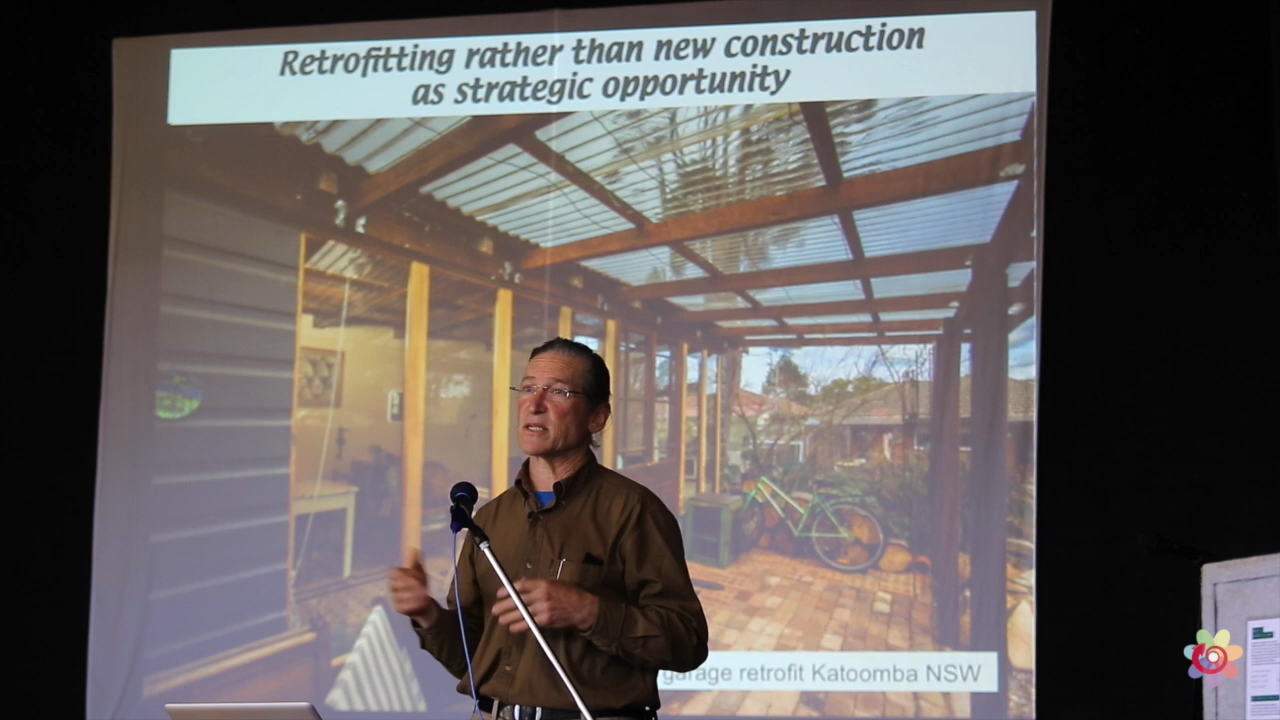 Retrofitting rather than new construction
as strategic opportunity
garage retrofit Katoomba NSW